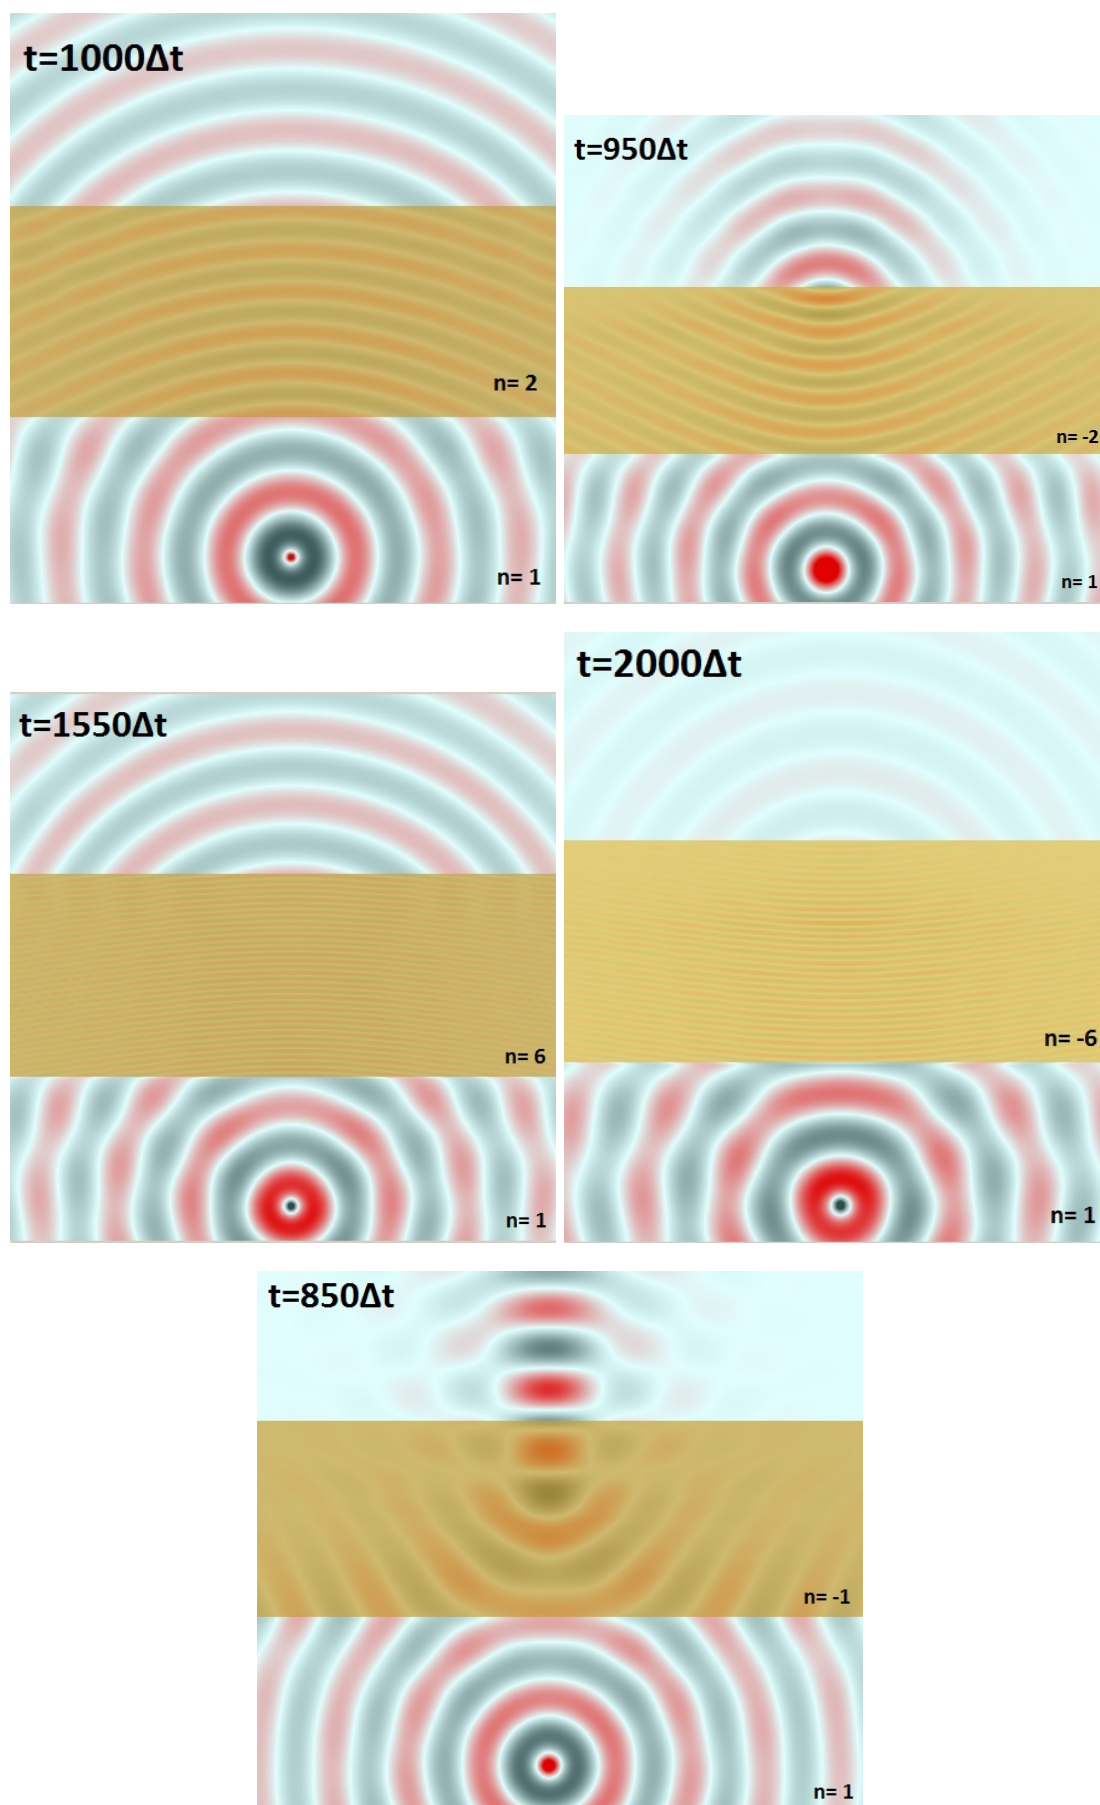 t=1000Δt
n= 2
n= 1
t=950Δt
n= -2
n= 1
t=1550Δt
n= 6
n= 1
t=2000Δt
n= -6
n= 1
t=850Δt
n= -1
n= 1